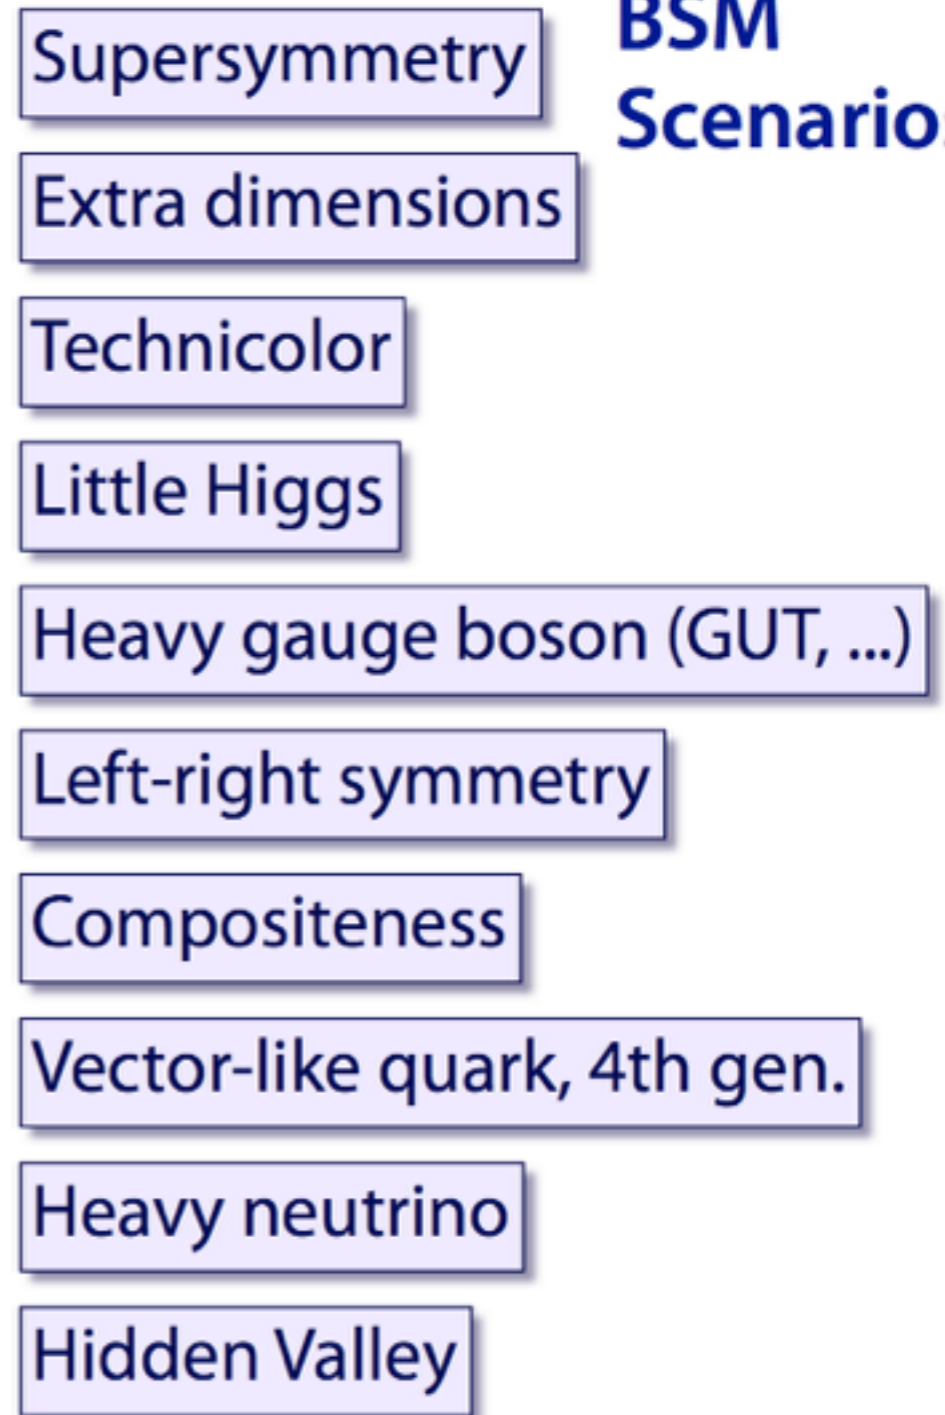 BSM
Scenarios
Supersymmetry
Extra dimensions
Technicolor
Little Higgs
Heavy gauge boson (GUT, ...)
Left-right symmetry
Compositeness
Vector-like quark, 4th gen.
Heavy neutrino
Hidden Valley